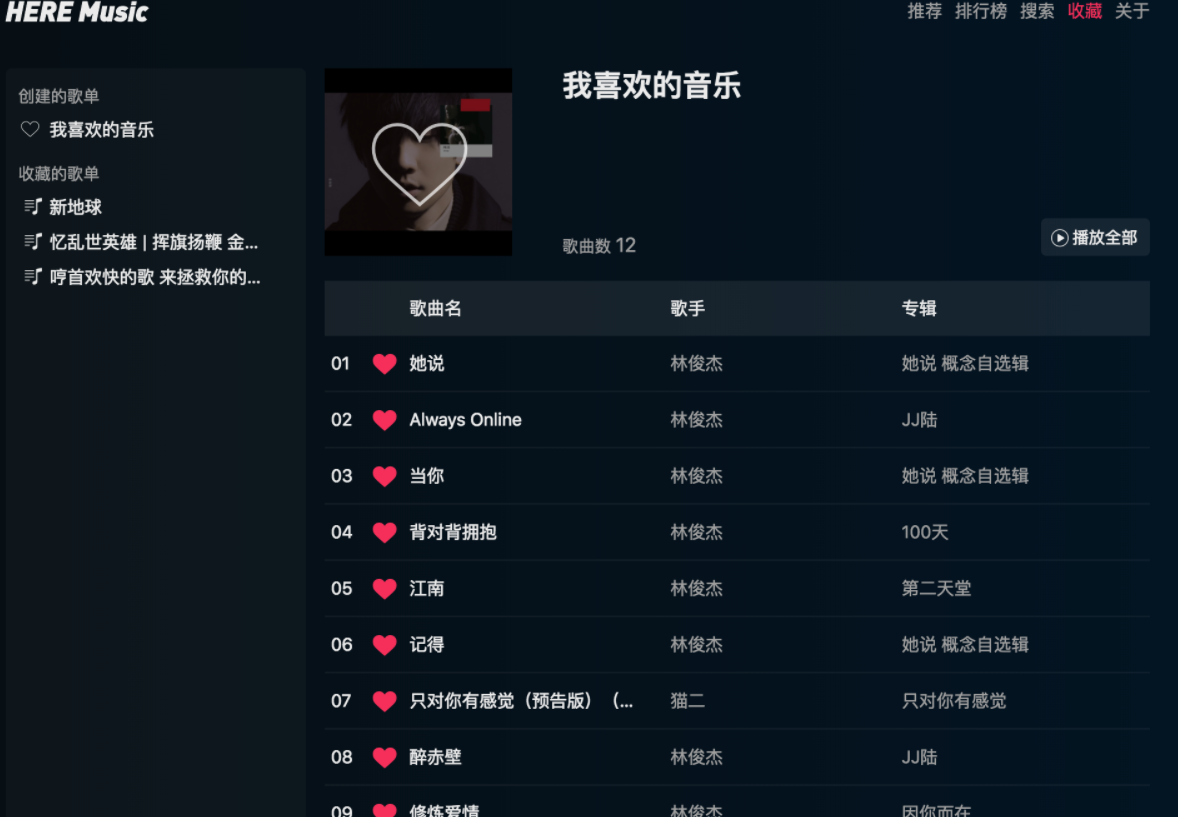 HERE Music
推荐 排行榜 搜索 收藏 关于
创建的歌单
我喜欢的音乐
收藏的歌单
新地球
忆乱世英雄 | 挥旗扬鞭 金...
哼首欢快的歌 来拯救你的...
我喜欢的音乐
歌曲数 12
播放全部
歌曲名 歌手 专辑
01 她说 林俊杰 她说 概念自选辑
02 Always Online 林俊杰 JJ陆
03 当你 林俊杰 她说 概念自选辑
04 背对背拥抱 林俊杰 100天
05 江南 林俊杰 第二天堂
06 记得 林俊杰 她说 概念自选辑
07 只对你有感觉（预告版）（... 猫二 只对你有感觉
08 醉赤壁 林俊杰 JJ陆
09 修炼爱情 林俊杰 因你而在